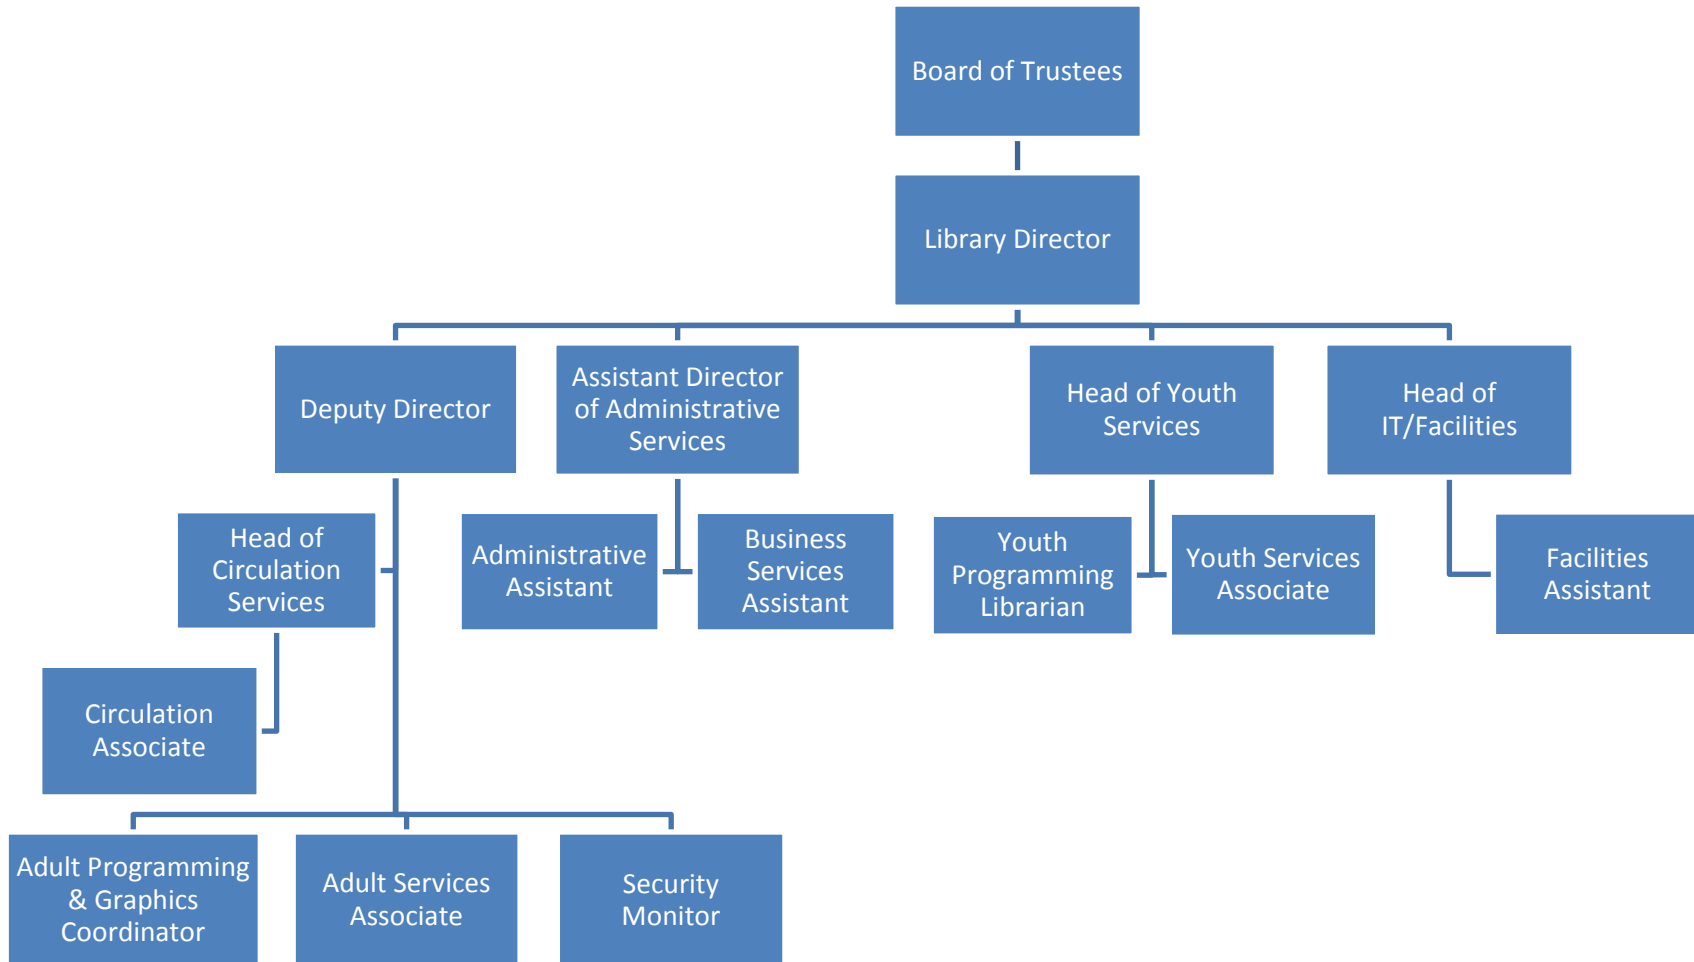 Board of Trustees
Library Director
Deputy Director
Assistant Director
of Administrative
Services
Head of Youth
Services
Head of
IT/Facilities
Head of
Circulation
Services
Administrative
Assistant
Business
Services
Assistant
Youth
Programming
Librarian
Youth Services
Associate
Facilities
Assistant
Circulation
Associate
Adult Programming
& Graphics
Coordinator
Adult Services
Associate
Security
Monitor